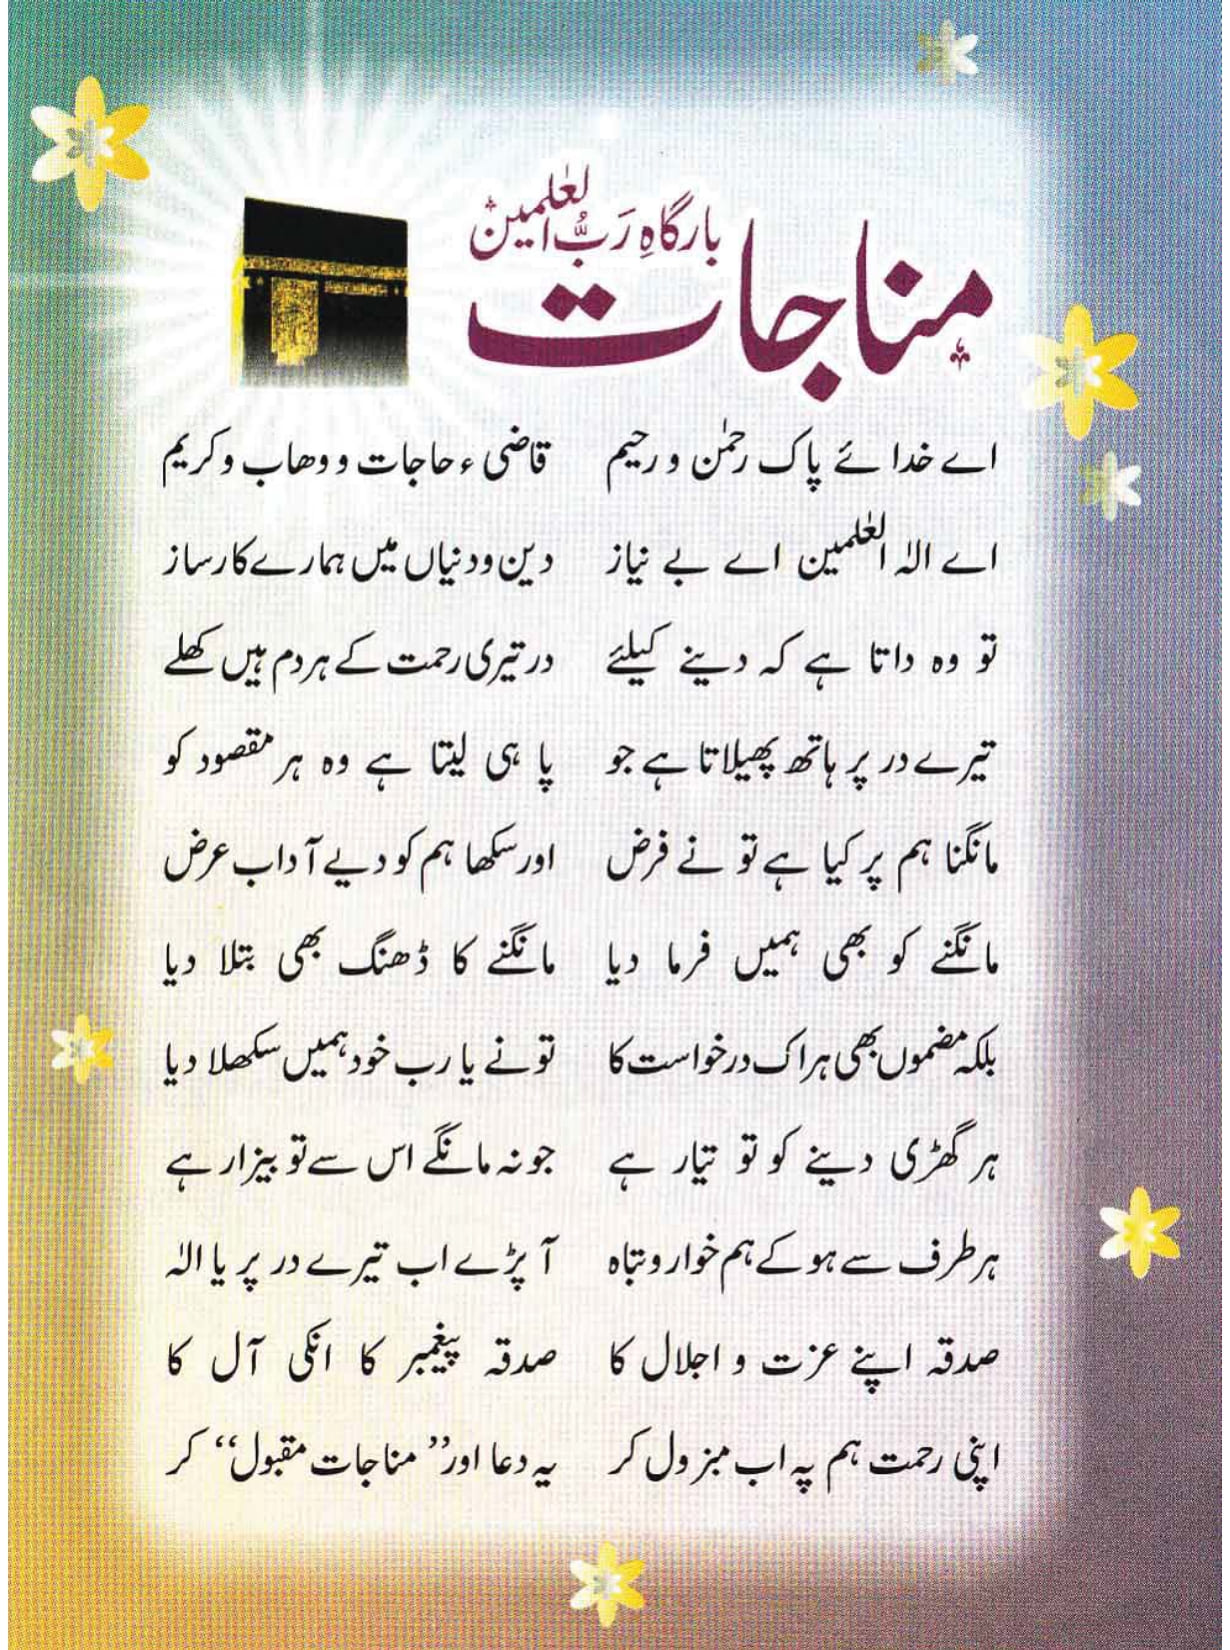 مناجات بارگاہِ رَبُّ العٰلمین
اے خدائے پاک رحمٰن و رحیم    قاضیء حاجات و وھاب و کریم
اے الٰہ العٰلمین اے بے نیاز    دین و دنیاں میں ہمارے کارساز
تو وہ داتا ہے کہ دینے کیلئے    در تیری رحمت کے ہر دم ہیں کھلے
تیرے در پر ہاتھ پھیلاتا ہے جو    پا ہی لیتا ہے وہ ہر مقصود کو
مانگنا ہم پر کیا ہے تو نے فرض    اور سکھا ہم کو دیے آداب عرض
مانگنے کو بھی ہمیں فرما دیا    مانگنے کا ڈھنگ بھی بتلا دیا
بلکہ مضموں بھی ہر اک درخواست کا    تو نے یا رب خود ہمیں سکھلا دیا
ہر گھڑی دینے کو تو تیار ہے    جو نہ مانگے اس سے تو بیزار ہے
ہر طرف سے ہو کے ہم خوار و تباہ    آ پڑے اب تیرے در پر یا الٰہ
صدقہ اپنے عزت و اجلال کا    صدقہ پیغمبر کا انکی آل کا
اپنی رحمت ہم پہ اب مبزول کر    یہ دعا اور ”مناجات مقبول“ کر